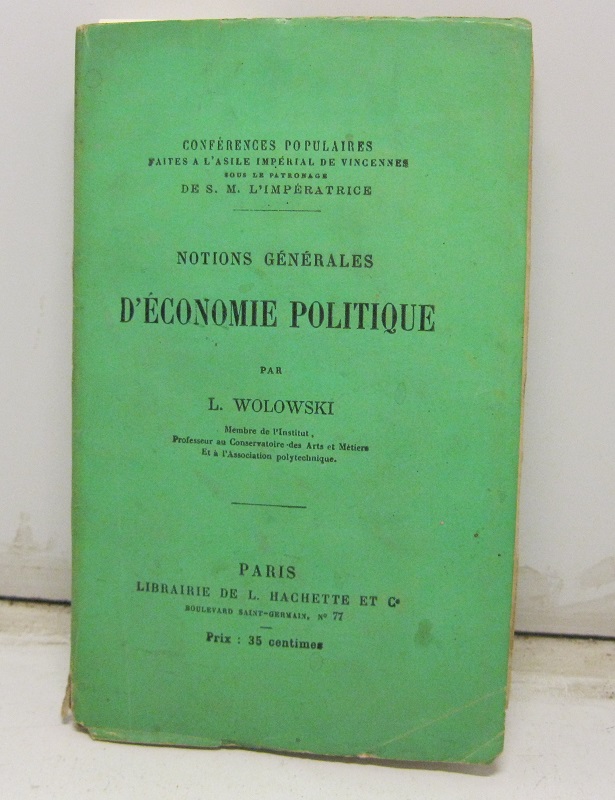 CONFÉRENCES POPULAIRES
FAITES A L'ASILE IMPÉRIAL DE VINCENNES
SOUS LE PATRONAGE
DE S. M. L'IMPÉRATRICE
NOTIONS GÉNÉRALES
D'ÉCONOMIE POLITIQUE
PAR
L. WOLOWSKI
Membre de l'Institut,
Professeur au Conservatoire des Arts et Métiers
Et à l'Association polytechnique.
PARIS
LIBRAIRIE DE L. HACHETTE ET Cie
BOULEVARD SAINT-GERMAIN, Nº 77
Prix : 35 centimes